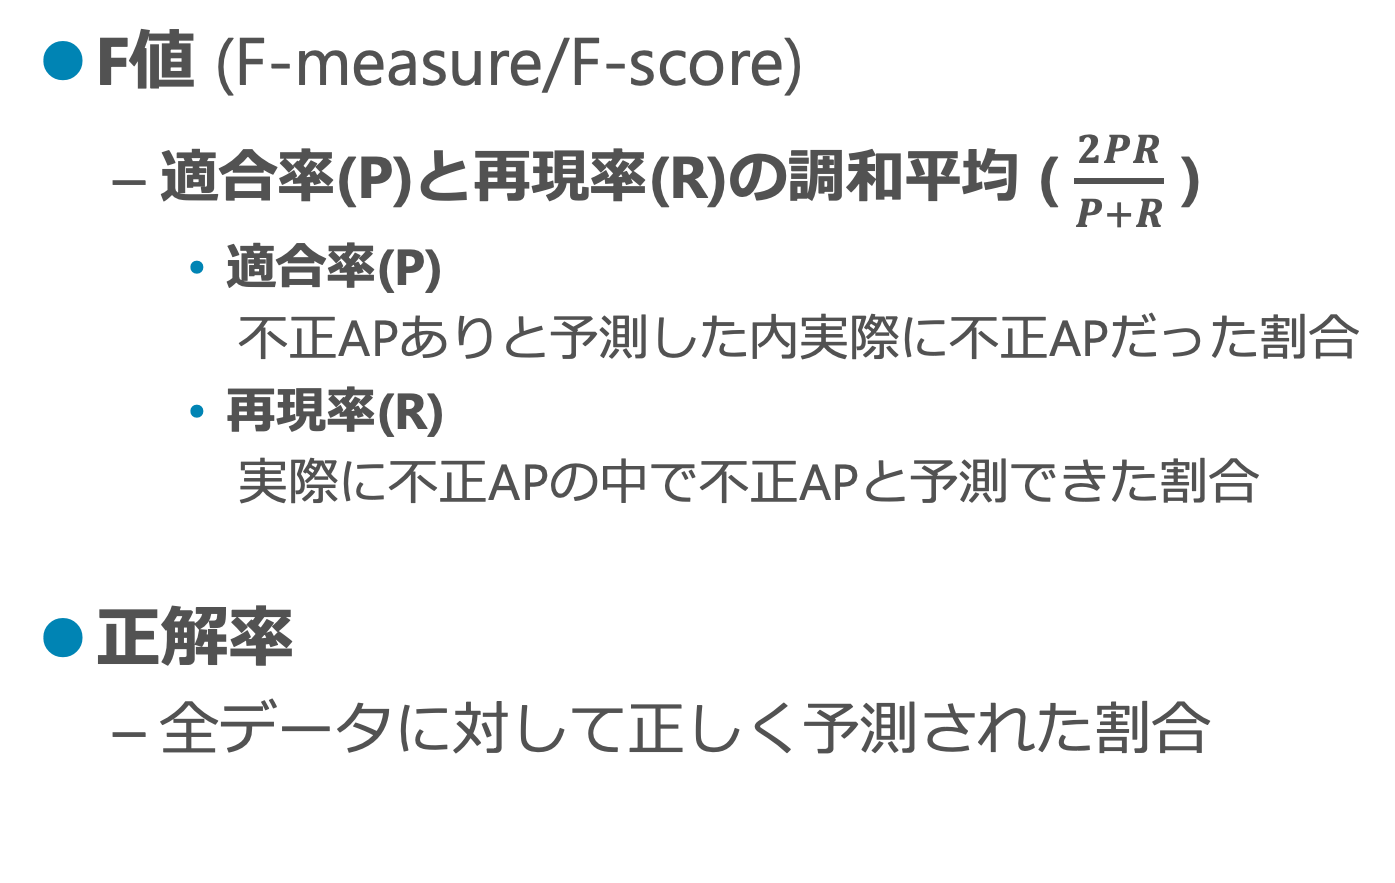 ● F値 (F-measure/F-score)
– 適合率(P)と再現率(R)の調和平均 ( 2PR / P+R )
• 適合率(P)
不正APありと予測した内実際に不正APだった割合
• 再現率(R)
実際に不正APの中で不正APと予測できた割合
● 正解率
– 全データに対して正しく予測された割合